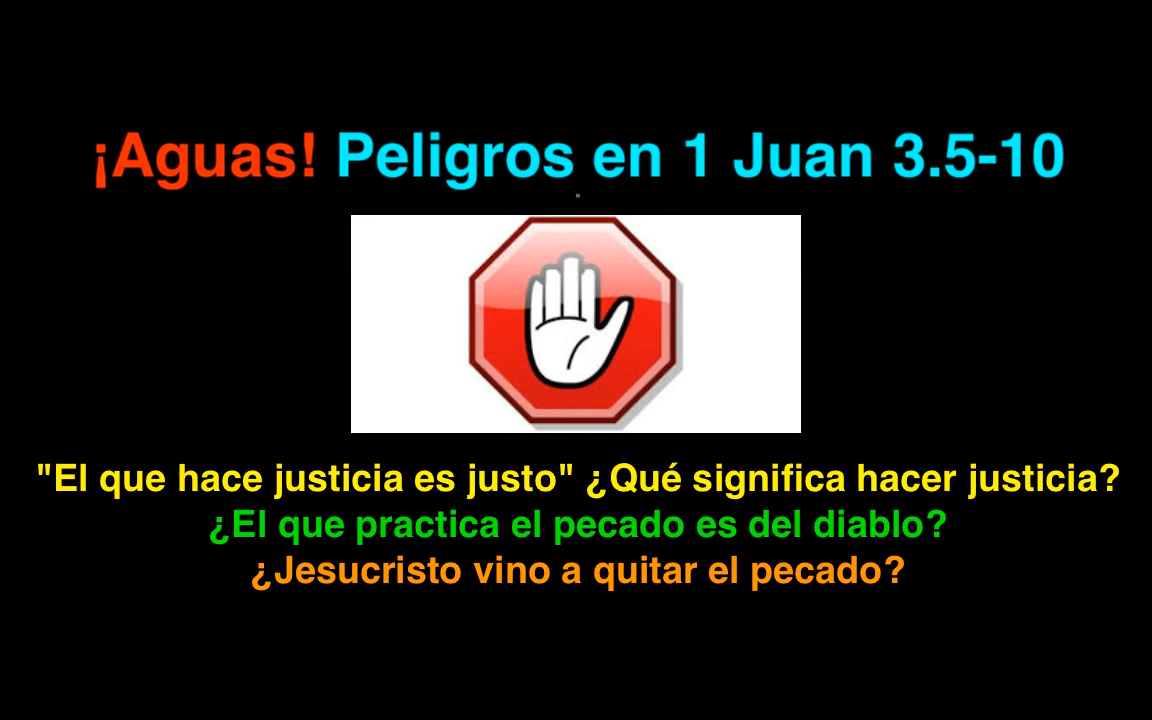 ¡Aguas! Peligros en 1 Juan 3.5-10
"El que hace justicia es justo" ¿Qué significa hacer justicia?
¿El que practica el pecado es del diablo?
¿Jesucristo vino a quitar el pecado?